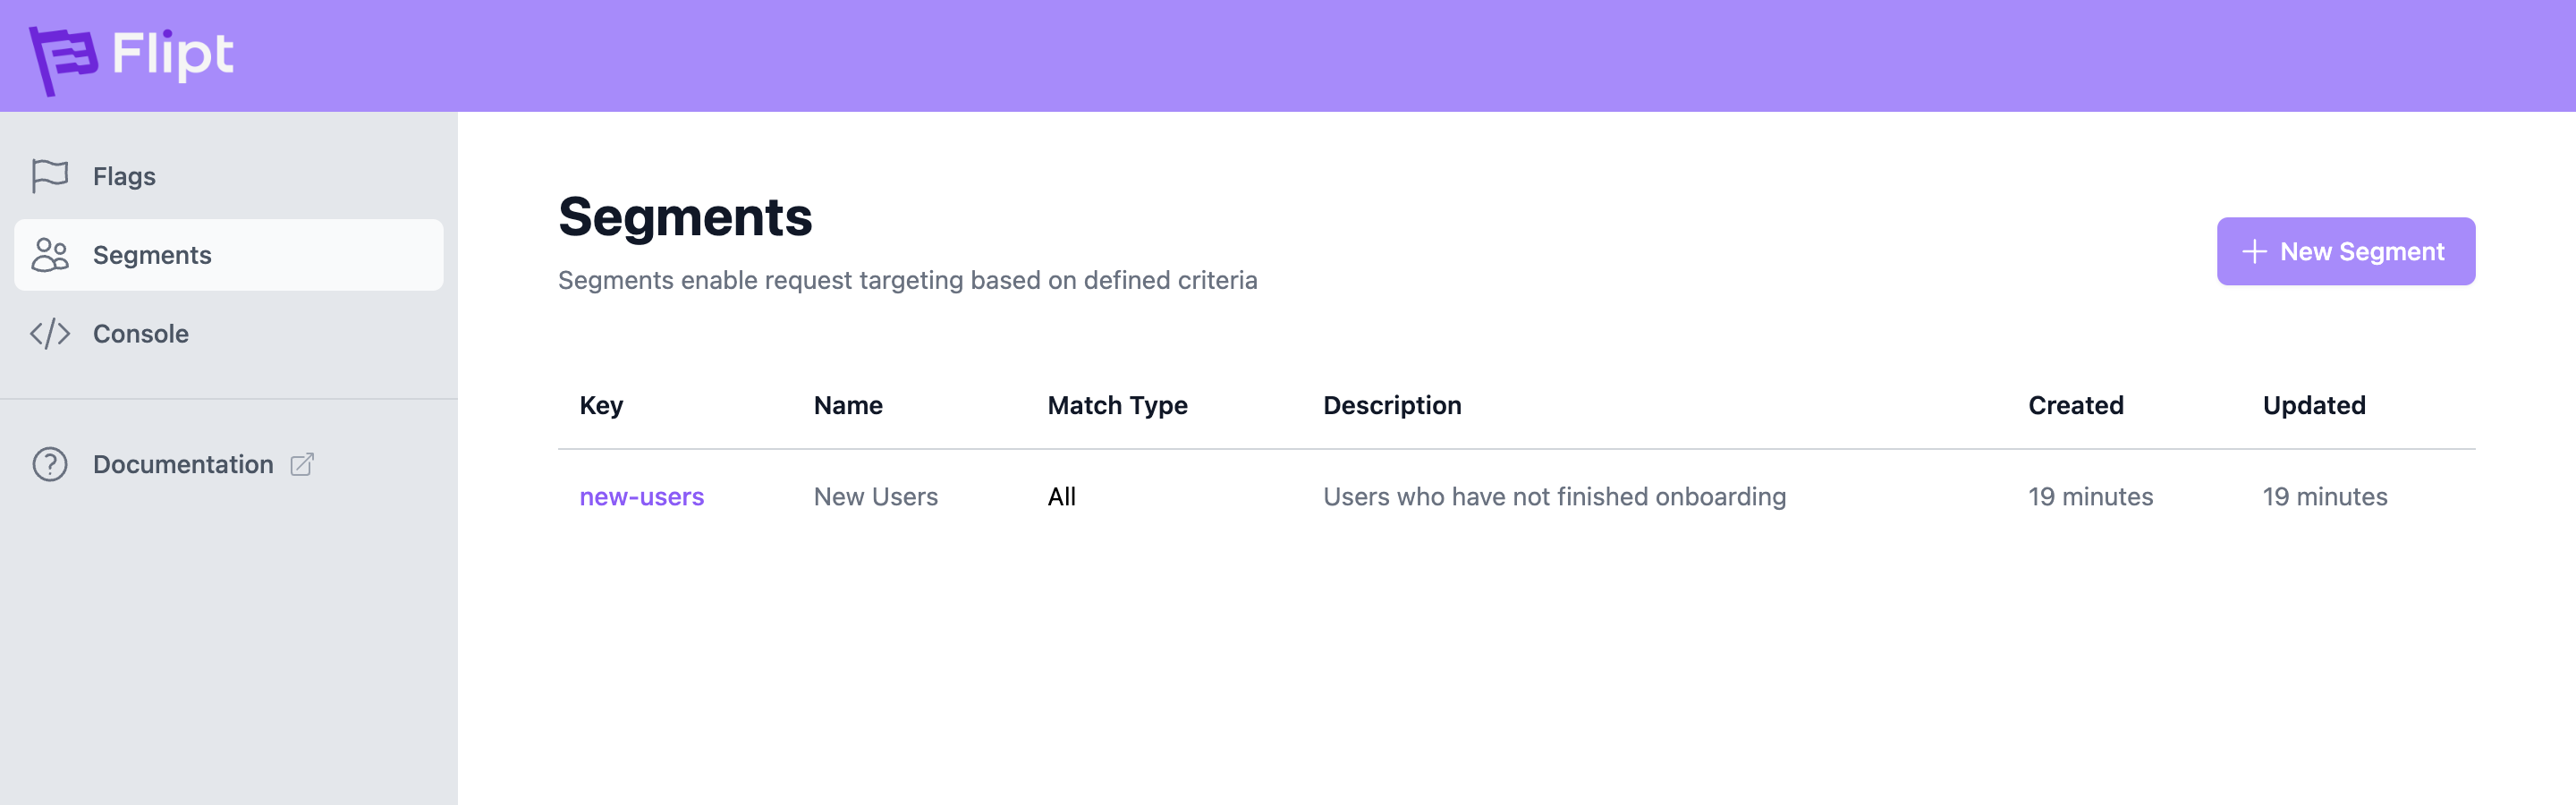 Flipt
Flags
Segments
Console
Documentation
Segments
Segments enable request targeting based on defined criteria
New Segment
Key Name Match Type Description Created Updated
new-users New Users All Users who have not finished onboarding 19 minutes 19 minutes